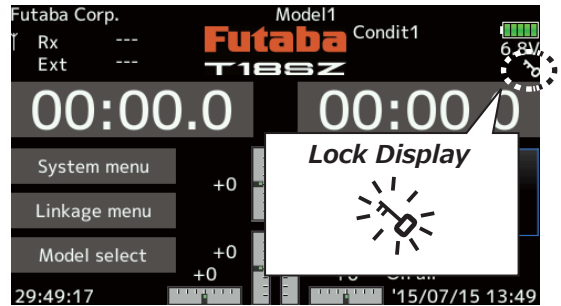 Futaba Corp.
Model1
Rx ---
Ext ---
Futaba
T18SZ
Condit1
6.8V
00:00.0
00:00.0
Lock Display
System menu
+0
Linkage menu
Model select
+0
+0
29:49:17
'15/07/15 13:49